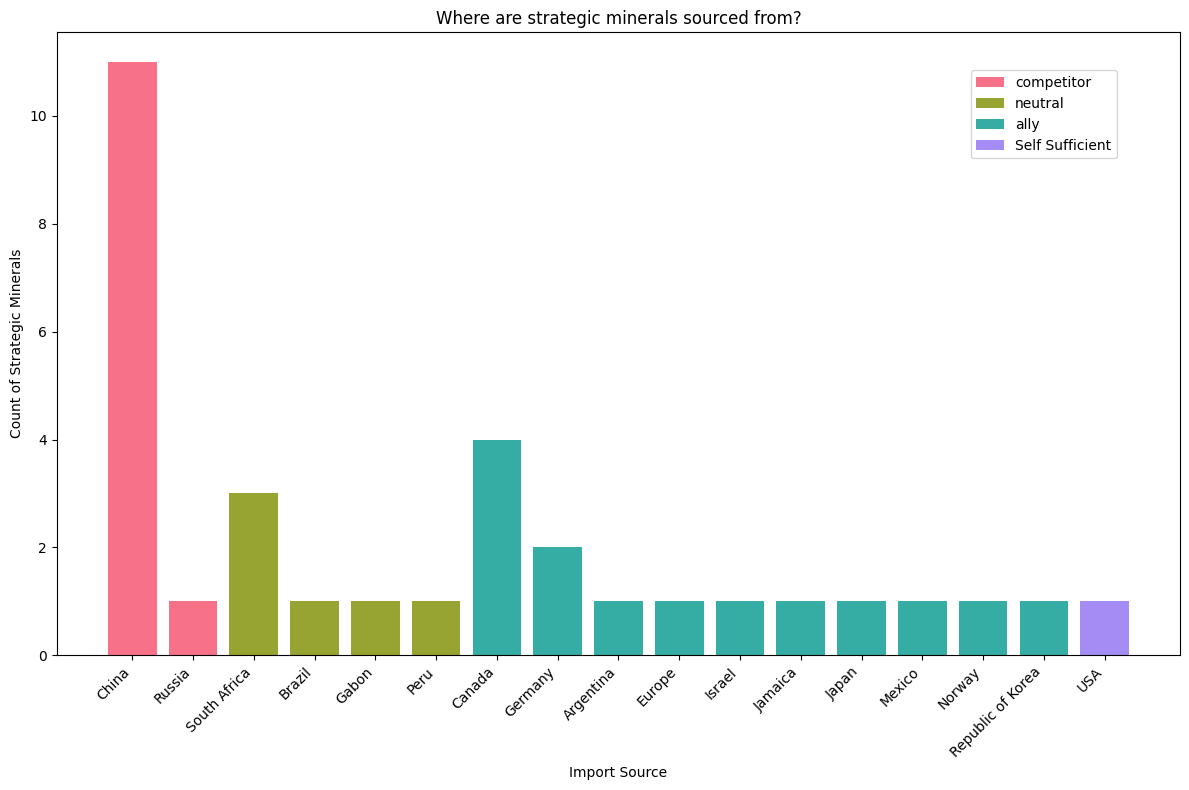 Where are strategic minerals sourced from?
competitor
neutral
ally
Self Sufficient
Count of Strategic Minerals
10
8
6
4
2
0
China
Russia
South Africa
Brazil
Gabon
Peru
Canada
Germany
Argentina
Europe
Israel
Jamaica
Japan
Mexico
Norway
Republic of Korea
USA
Import Source